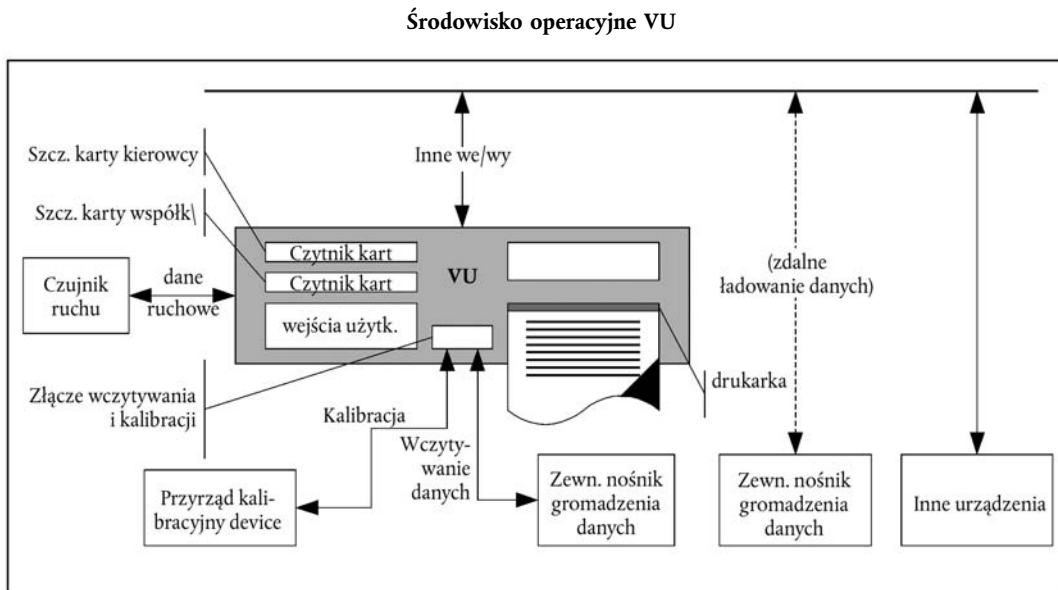 Środowisko operacyjne VU
Szcz. karty kierowcy
Inne we/wy
Szcz. karty współk\
Czytnik kart
Czytnik kart
VU
wejścia użytk.
Czujnik
ruchu
dane
ruchowe
(zdalne
ładowanie danych)
drukarka
Złącze wczytywania
i kalibracji
Kalibracja
Wczyty-
wanie
danych
Przyrząd kali-
bracyjny device
Zewn. nośnik
gromadzenia
danych
Zewn. nośnik
gromadzenia
danych
Inne urządzenia